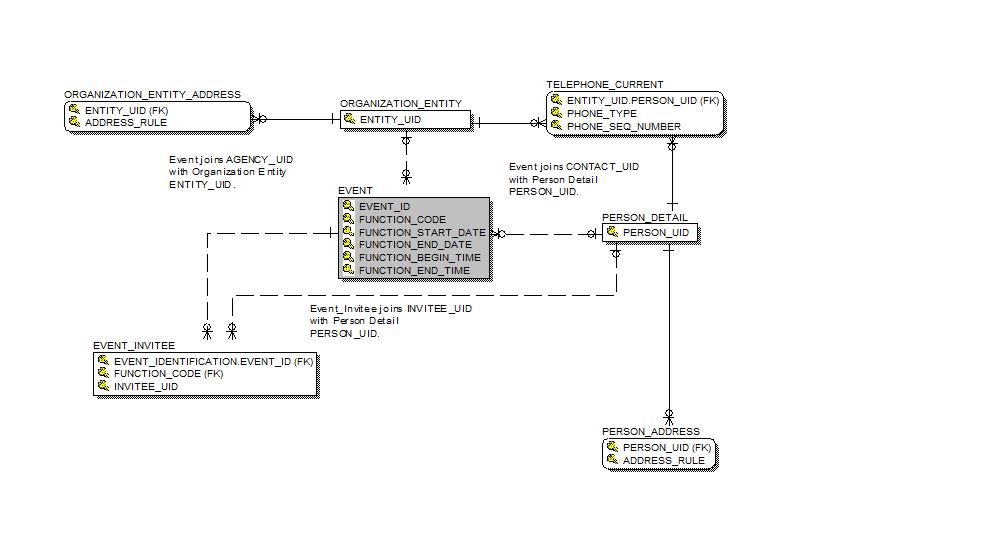 ORGANIZATION_ENTITY_ADDRESS
ENTITY_UID (FK)
ADDRESS_RULE
ORGANIZATION_ENTITY
ENTITY_UID
TELEPHONE_CURRENT
ENTITY_UID.PERSON_UID (FK)
PHONE_TYPE
PHONE_SEQ_NUMBER
Event joins AGENCY_UID
with Organization Entity
ENTITY_UID.
Event joins CONTACT_UID
with Person Detail
PERSON_UID.
EVENT
EVENT_ID
FUNCTION_CODE
FUNCTION_START_DATE
FUNCTION_END_DATE
FUNCTION_BEGIN_TIME
FUNCTION_END_TIME
PERSON_DETAIL
PERSON_UID
Event_Invitee joins INVITEE_UID
with Person Detail
PERSON_UID.
EVENT_INVITEE
EVENT_IDENTIFICATION.EVENT_ID (FK)
FUNCTION_CODE (FK)
INVITEE_UID
PERSON_ADDRESS
PERSON_UID (FK)
ADDRESS_RULE